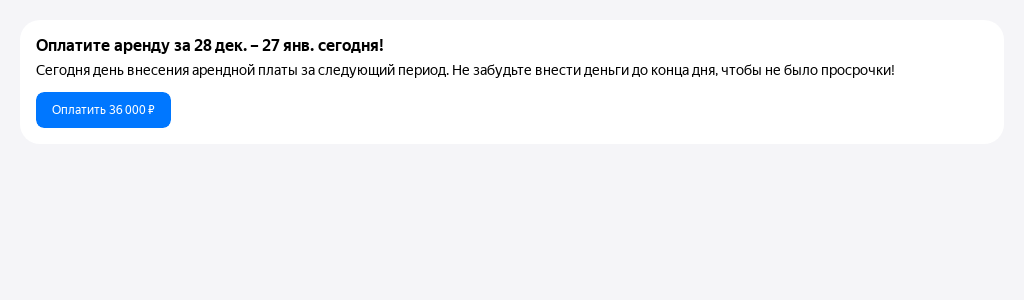 Оплатите аренду за 28 дек. – 27 янв. сегодня!
Сегодня день внесения арендной платы за следующий период. Не забудьте внести деньги до конца дня, чтобы не было просрочки!
Оплатить 36 000 ₽